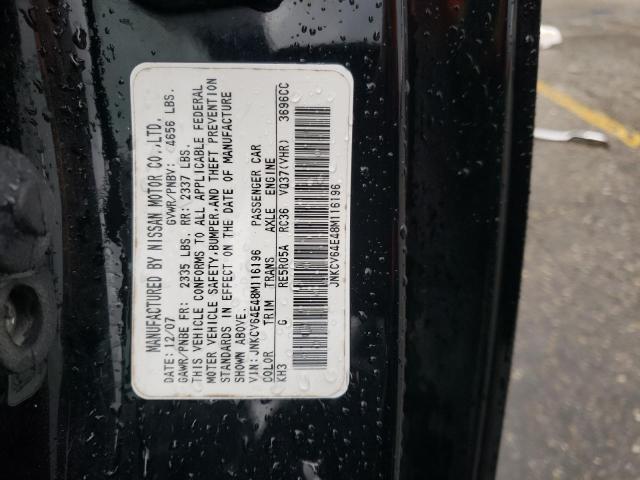 MANUFACTURED BY NISSAN MOTOR CO.,LTD.
DATE: 12/07 GVWR/PNBV: 4656 LBS.
GAWR/PNBE FR: 2335 LBS. RR: 2337 LBS.
THIS VEHICLE CONFORMS TO ALL APPLICABLE FEDERAL
MOTOR VEHICLE SAFETY,BUMPER,AND THEFT PREVENTION
STANDARDS IN EFFECT ON THE DATE OF MANUFACTURE
SHOWN ABOVE.
VIN:JNKCV64E48M116196 PASSENGER CAR
COLOR TRIM TRANS AXLE ENGINE
KH3 G RE5R05A RC36 VQ37(VHR) 3696CC
JNKCV64E48M116196